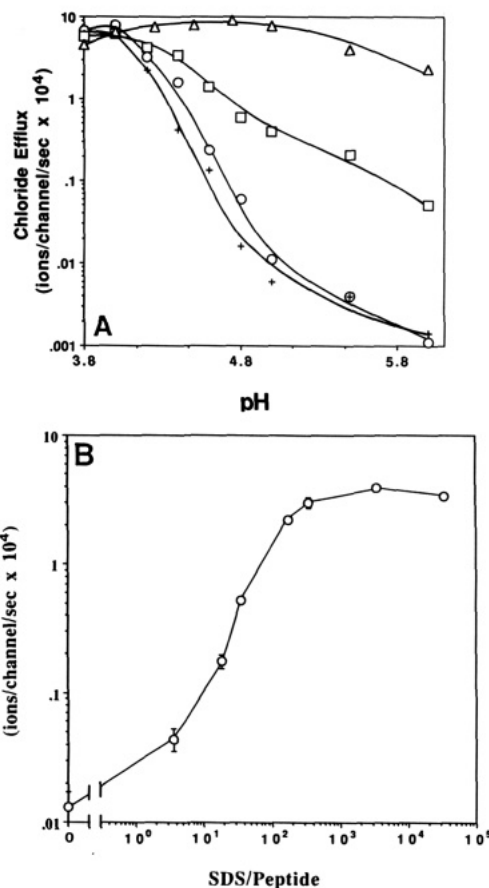 Chloride Efflux
(ions/channel/sec x 10⁴)
10
1
.1
.01
.001
A
3.8
4.8
5.8
pH
B
(ions/channel/sec x 10⁴)
10
1
.1
.01
0
10⁰
10¹
10²
10³
10⁴
10⁵
SDS/Peptide